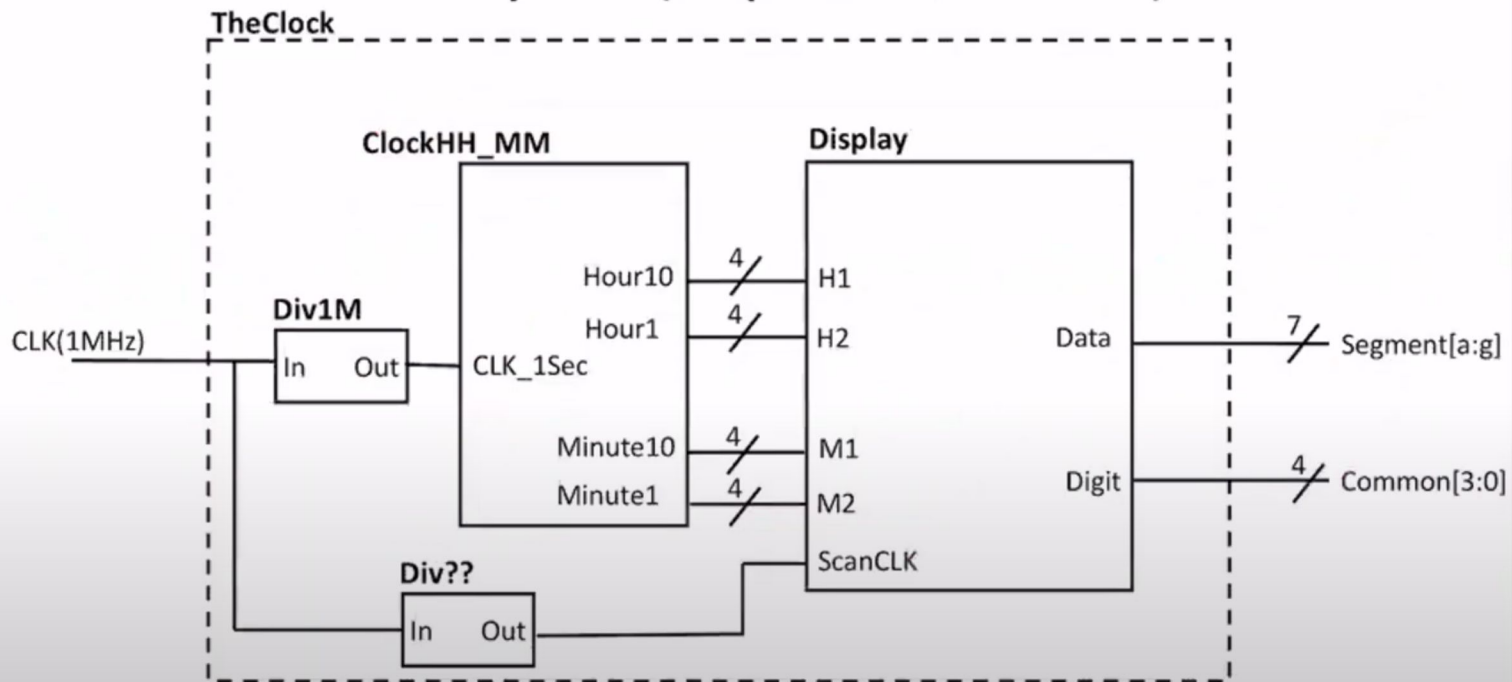 TheClock
ClockHH_MM
Display
Hour10
4
H1
Div1M
CLK(1MHz)
Hour1
4
H2
Data
7
Segment[a:g]
In
Out
CLK_1Sec
Minute10
4
M1
Minute1
4
M2
Digit
4
Common[3:0]
ScanCLK
Div??
In
Out